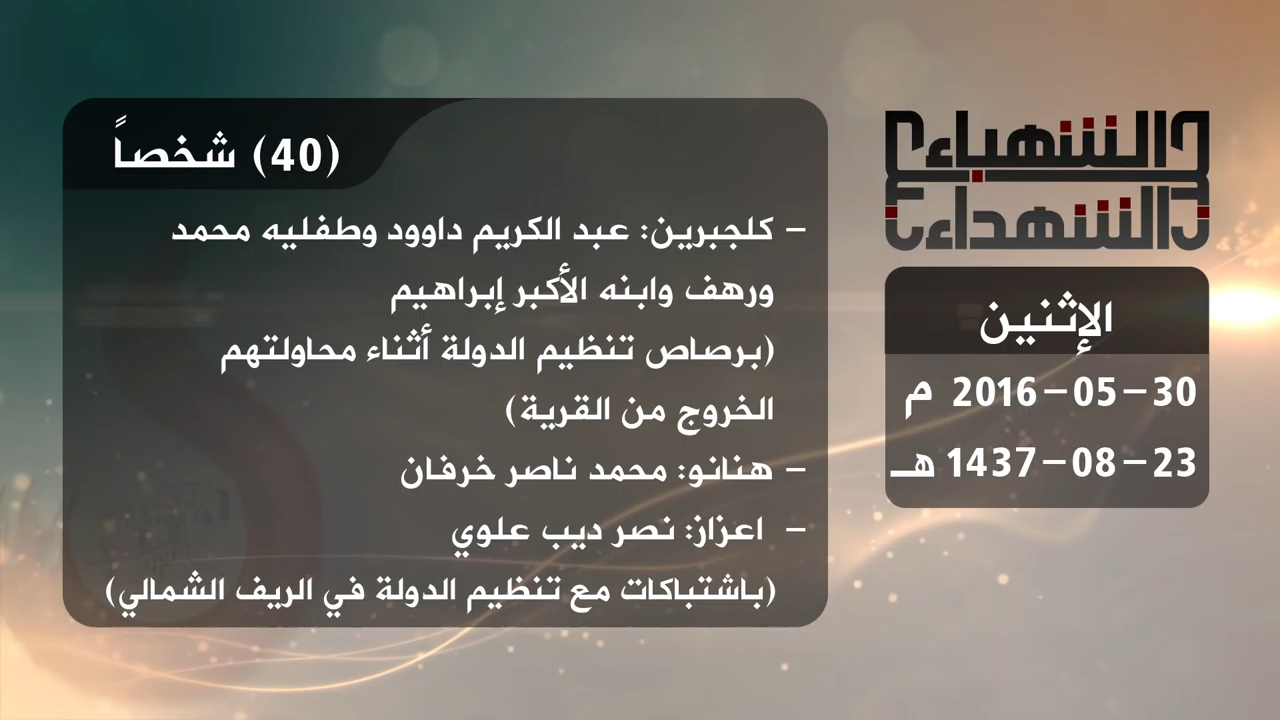 والشهباء
والشهداء
الإثنين
30-05-2016 م
23-08-1437 هـ
(40) شخصاً
- كلجبرين: عبد الكريم داوود وطفليه محمد
ورهف وابنه الأكبر إبراهيم
(برصاص تنظيم الدولة أثناء محاولتهم
الخروج من القرية)
- هنانو: محمد ناصر خرفان
- اعزاز: نصر ديب علوي
(باشتباكات مع تنظيم الدولة في الريف الشمالي)